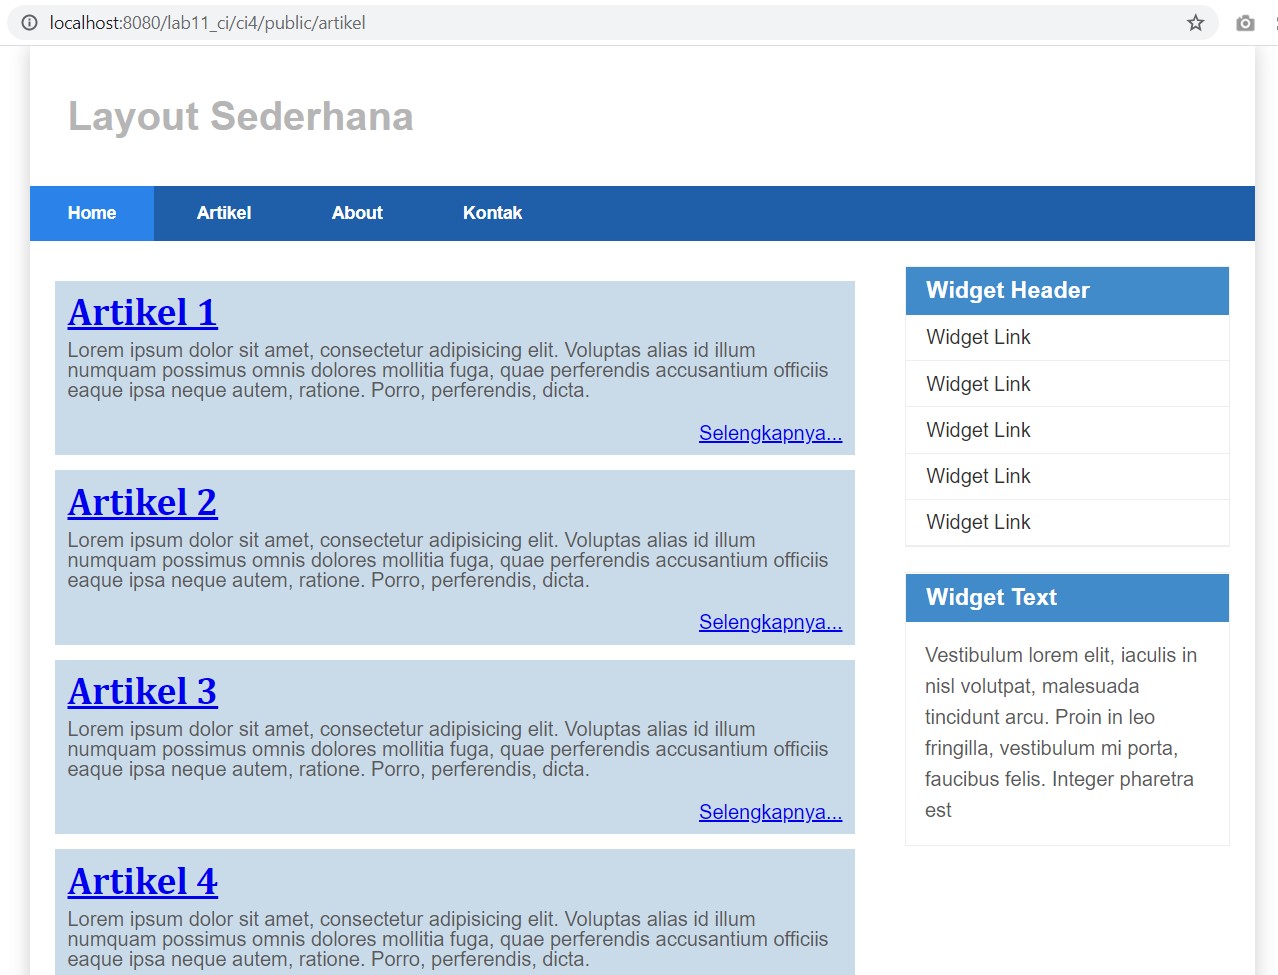 localhost:8080/lab11_ci/ci4/public/artikel
Layout Sederhana
Home Artikel About Kontak
Artikel 1
Lorem ipsum dolor sit amet, consectetur adipisicing elit. Voluptas alias id illum
numquam possimus omnis dolores mollitia fuga, quae perferendis accusantium officiis
eaque ipsa neque autem, ratione. Porro, perferendis, dicta.
Selengkapnya...
Artikel 2
Lorem ipsum dolor sit amet, consectetur adipisicing elit. Voluptas alias id illum
numquam possimus omnis dolores mollitia fuga, quae perferendis accusantium officiis
eaque ipsa neque autem, ratione. Porro, perferendis, dicta.
Selengkapnya...
Artikel 3
Lorem ipsum dolor sit amet, consectetur adipisicing elit. Voluptas alias id illum
numquam possimus omnis dolores mollitia fuga, quae perferendis accusantium officiis
eaque ipsa neque autem, ratione. Porro, perferendis, dicta.
Selengkapnya...
Artikel 4
Lorem ipsum dolor sit amet, consectetur adipisicing elit. Voluptas alias id illum
numquam possimus omnis dolores mollitia fuga, quae perferendis accusantium officiis
eaque ipsa neque autem, ratione. Porro, perferendis, dicta.
Widget Header
Widget Link
Widget Link
Widget Link
Widget Link
Widget Link
Widget Text
Vestibulum lorem elit, iaculis in
nisl volutpat, malesuada
tincidunt arcu. Proin in leo
fringilla, vestibulum mi porta,
faucibus felis. Integer pharetra
est